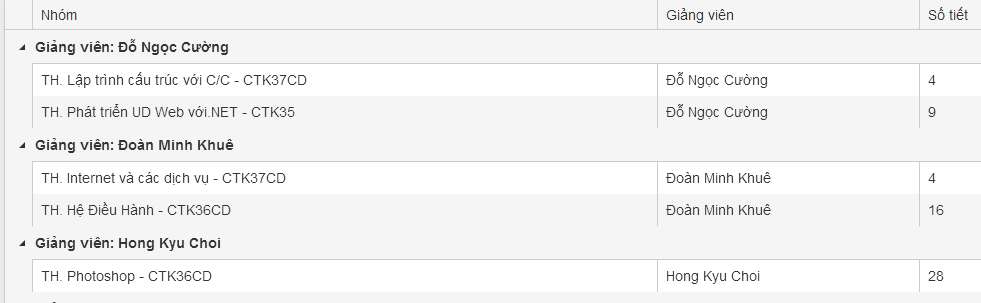 Nhóm Giảng viên Số tiết
Giảng viên: Đỗ Ngọc Cường
TH. Lập trình cấu trúc với C/C - CTK37CD Đỗ Ngọc Cường 4
TH. Phát triển UD Web với.NET - CTK35 Đỗ Ngọc Cường 9
Giảng viên: Đoàn Minh Khuê
TH. Internet và các dịch vụ - CTK37CD Đoàn Minh Khuê 4
TH. Hệ Điều Hành - CTK36CD Đoàn Minh Khuê 16
Giảng viên: Hong Kyu Choi
TH. Photoshop - CTK36CD Hong Kyu Choi 28